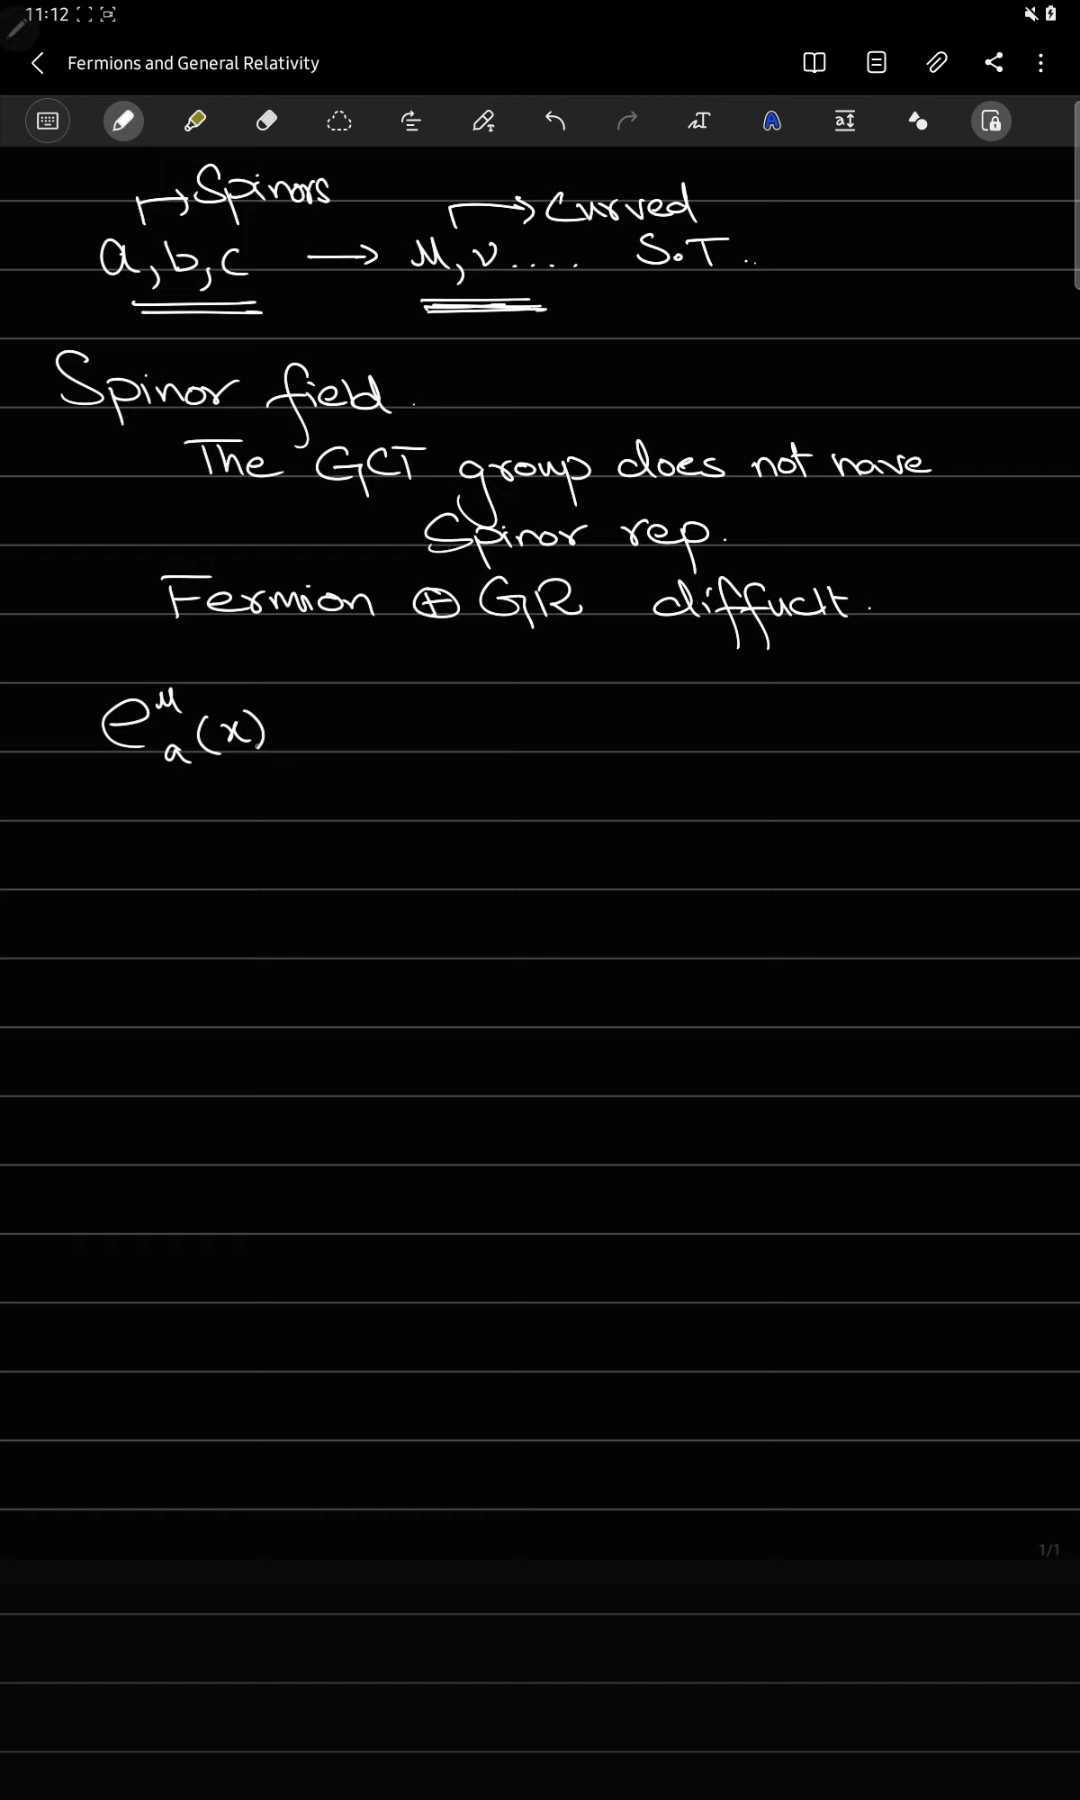 11:12
Fermions and General Relativity
Spinors
Curved
a, b, c → μ, ν .... S.T..
Spinor field.
The GCT group does not have
Spinor rep.
Fermion ⊕ GR diffuclt.
e^μ_a(x)
1/1